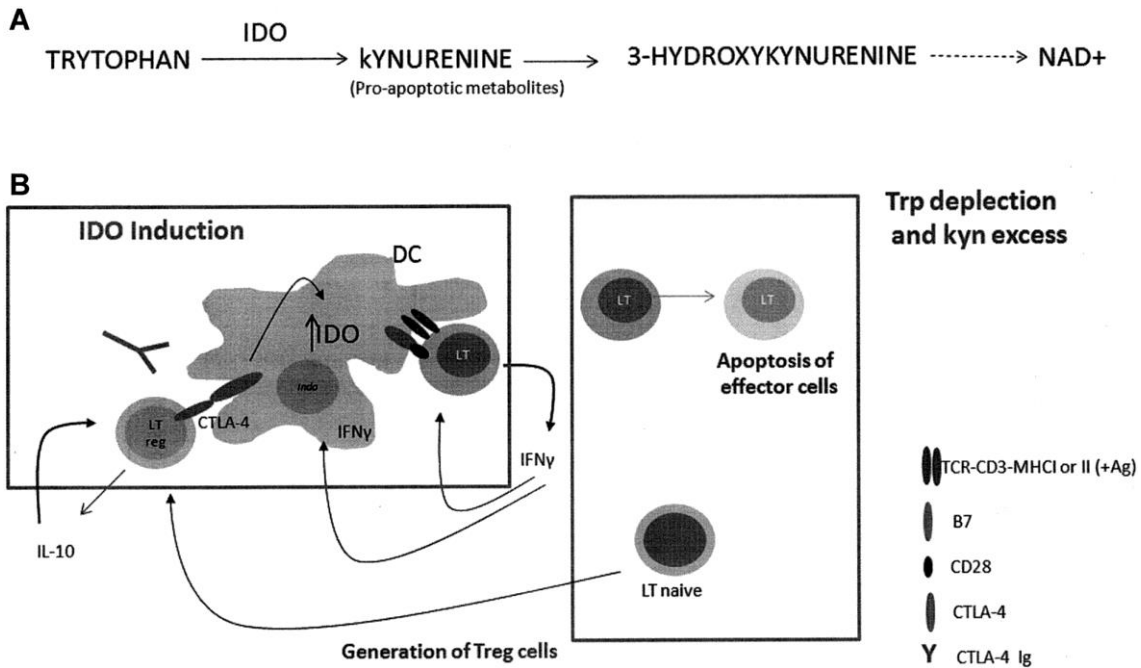 A
IDO
TRYTOPHAN
kYNURENINE
3-HYDROXYKYNURENINE
NAD+
(Pro-apoptotic metabolites)
B
IDO Induction
DC
IDO
Indo
LT
CTLA-4
LT
reg
IFNγ
IFNγ
IL-10
Trp deplection
and kyn excess
LT
LT
Apoptosis of
effector cells
LT naive
Generation of Treg cells
TCR-CD3-MHCI or II (+Ag)
B7
CD28
CTLA-4
Y CTLA-4 Ig